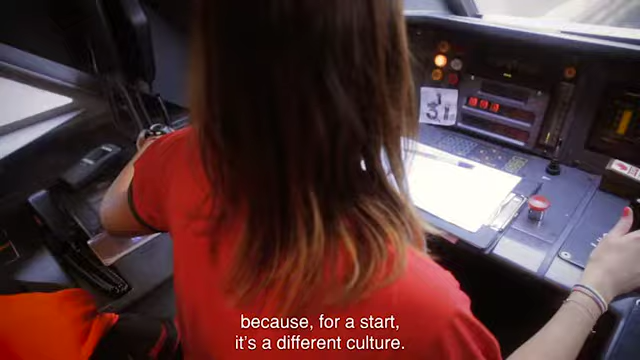 because, for a start,
it's a different culture.